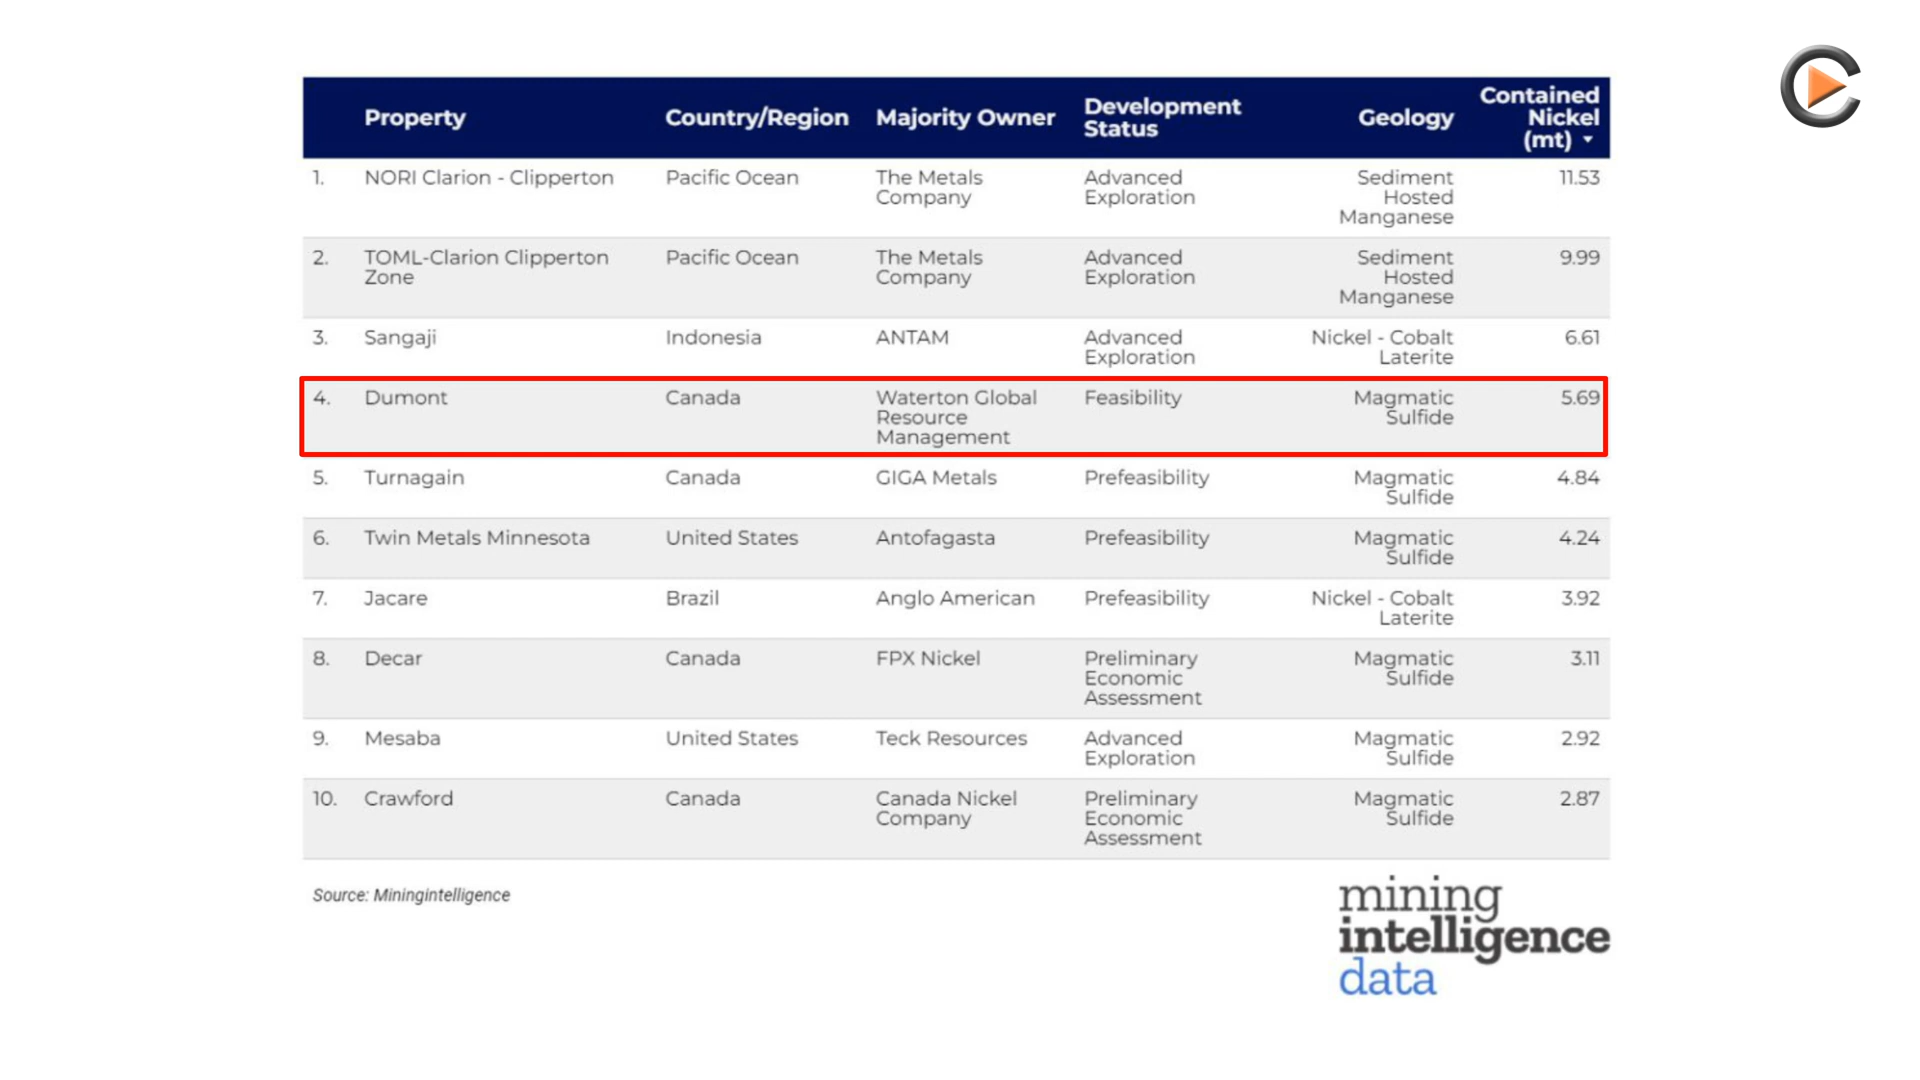 Property Country/Region Majority Owner Development Status Geology Contained Nickel (mt)
1. NORI Clarion - Clipperton Pacific Ocean The Metals Company Advanced Exploration Sediment Hosted Manganese 11.53
2. TOML-Clarion Clipperton Zone Pacific Ocean The Metals Company Advanced Exploration Sediment Hosted Manganese 9.99
3. Sangaji Indonesia ANTAM Advanced Exploration Nickel - Cobalt Laterite 6.61
4. Dumont Canada Waterton Global Resource Management Feasibility Magmatic Sulfide 5.69
5. Turnagain Canada GIGA Metals Prefeasibility Magmatic Sulfide 4.84
6. Twin Metals Minnesota United States Antofagasta Prefeasibility Magmatic Sulfide 4.24
7. Jacare Brazil Anglo American Prefeasibility Nickel - Cobalt Laterite 3.92
8. Decar Canada FPX Nickel Preliminary Economic Assessment Magmatic Sulfide 3.11
9. Mesaba United States Teck Resources Advanced Exploration Magmatic Sulfide 2.92
10. Crawford Canada Canada Nickel Company Preliminary Economic Assessment Magmatic Sulfide 2.87
Source: Miningintelligence
mining
intelligence
data